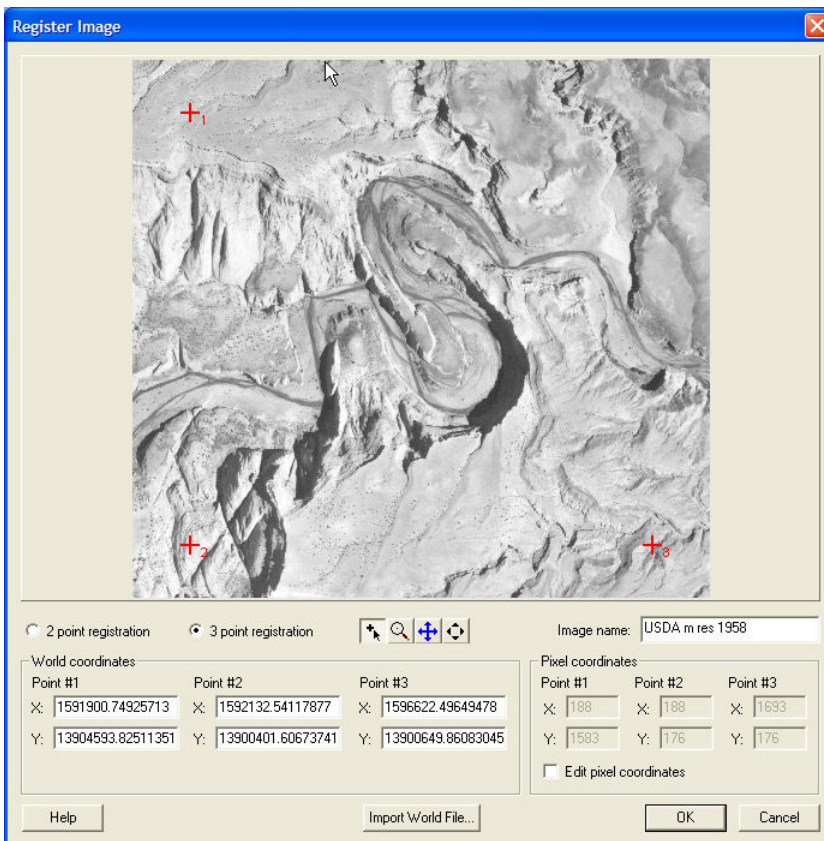 Register Image
1
2
3
2 point registration
3 point registration
Image name: USDA m res 1958
World coordinates
Point #1 Point #2 Point #3
X: 1591900.74925713 X: 1592132.54117877 X: 1596622.49649478
Y: 13904593.82511351 Y: 13900401.60673741 Y: 13900649.86083045
Pixel coordinates
Point #1 Point #2 Point #3
X: 188 X: 188 X: 1693
Y: 1583 Y: 176 Y: 176
Edit pixel coordinates
Help Import World File... OK Cancel